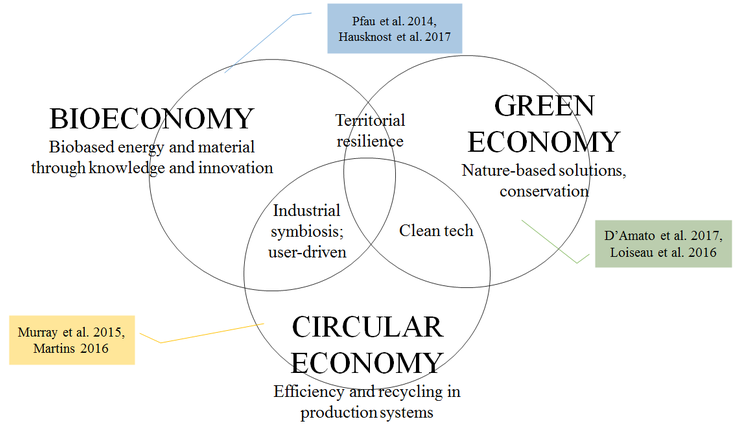 Pfau et al. 2014,
Hausknost et al. 2017
BIOECONOMY
Biobased energy and material
through knowledge and innovation
Territorial
resilience
GREEN
ECONOMY
Nature-based solutions,
conservation
Industrial
symbiosis;
user-driven
Clean tech
D’Amato et al. 2017,
Loiseau et al. 2016
Murray et al. 2015,
Martins 2016
CIRCULAR
ECONOMY
Efficiency and recycling in
production systems